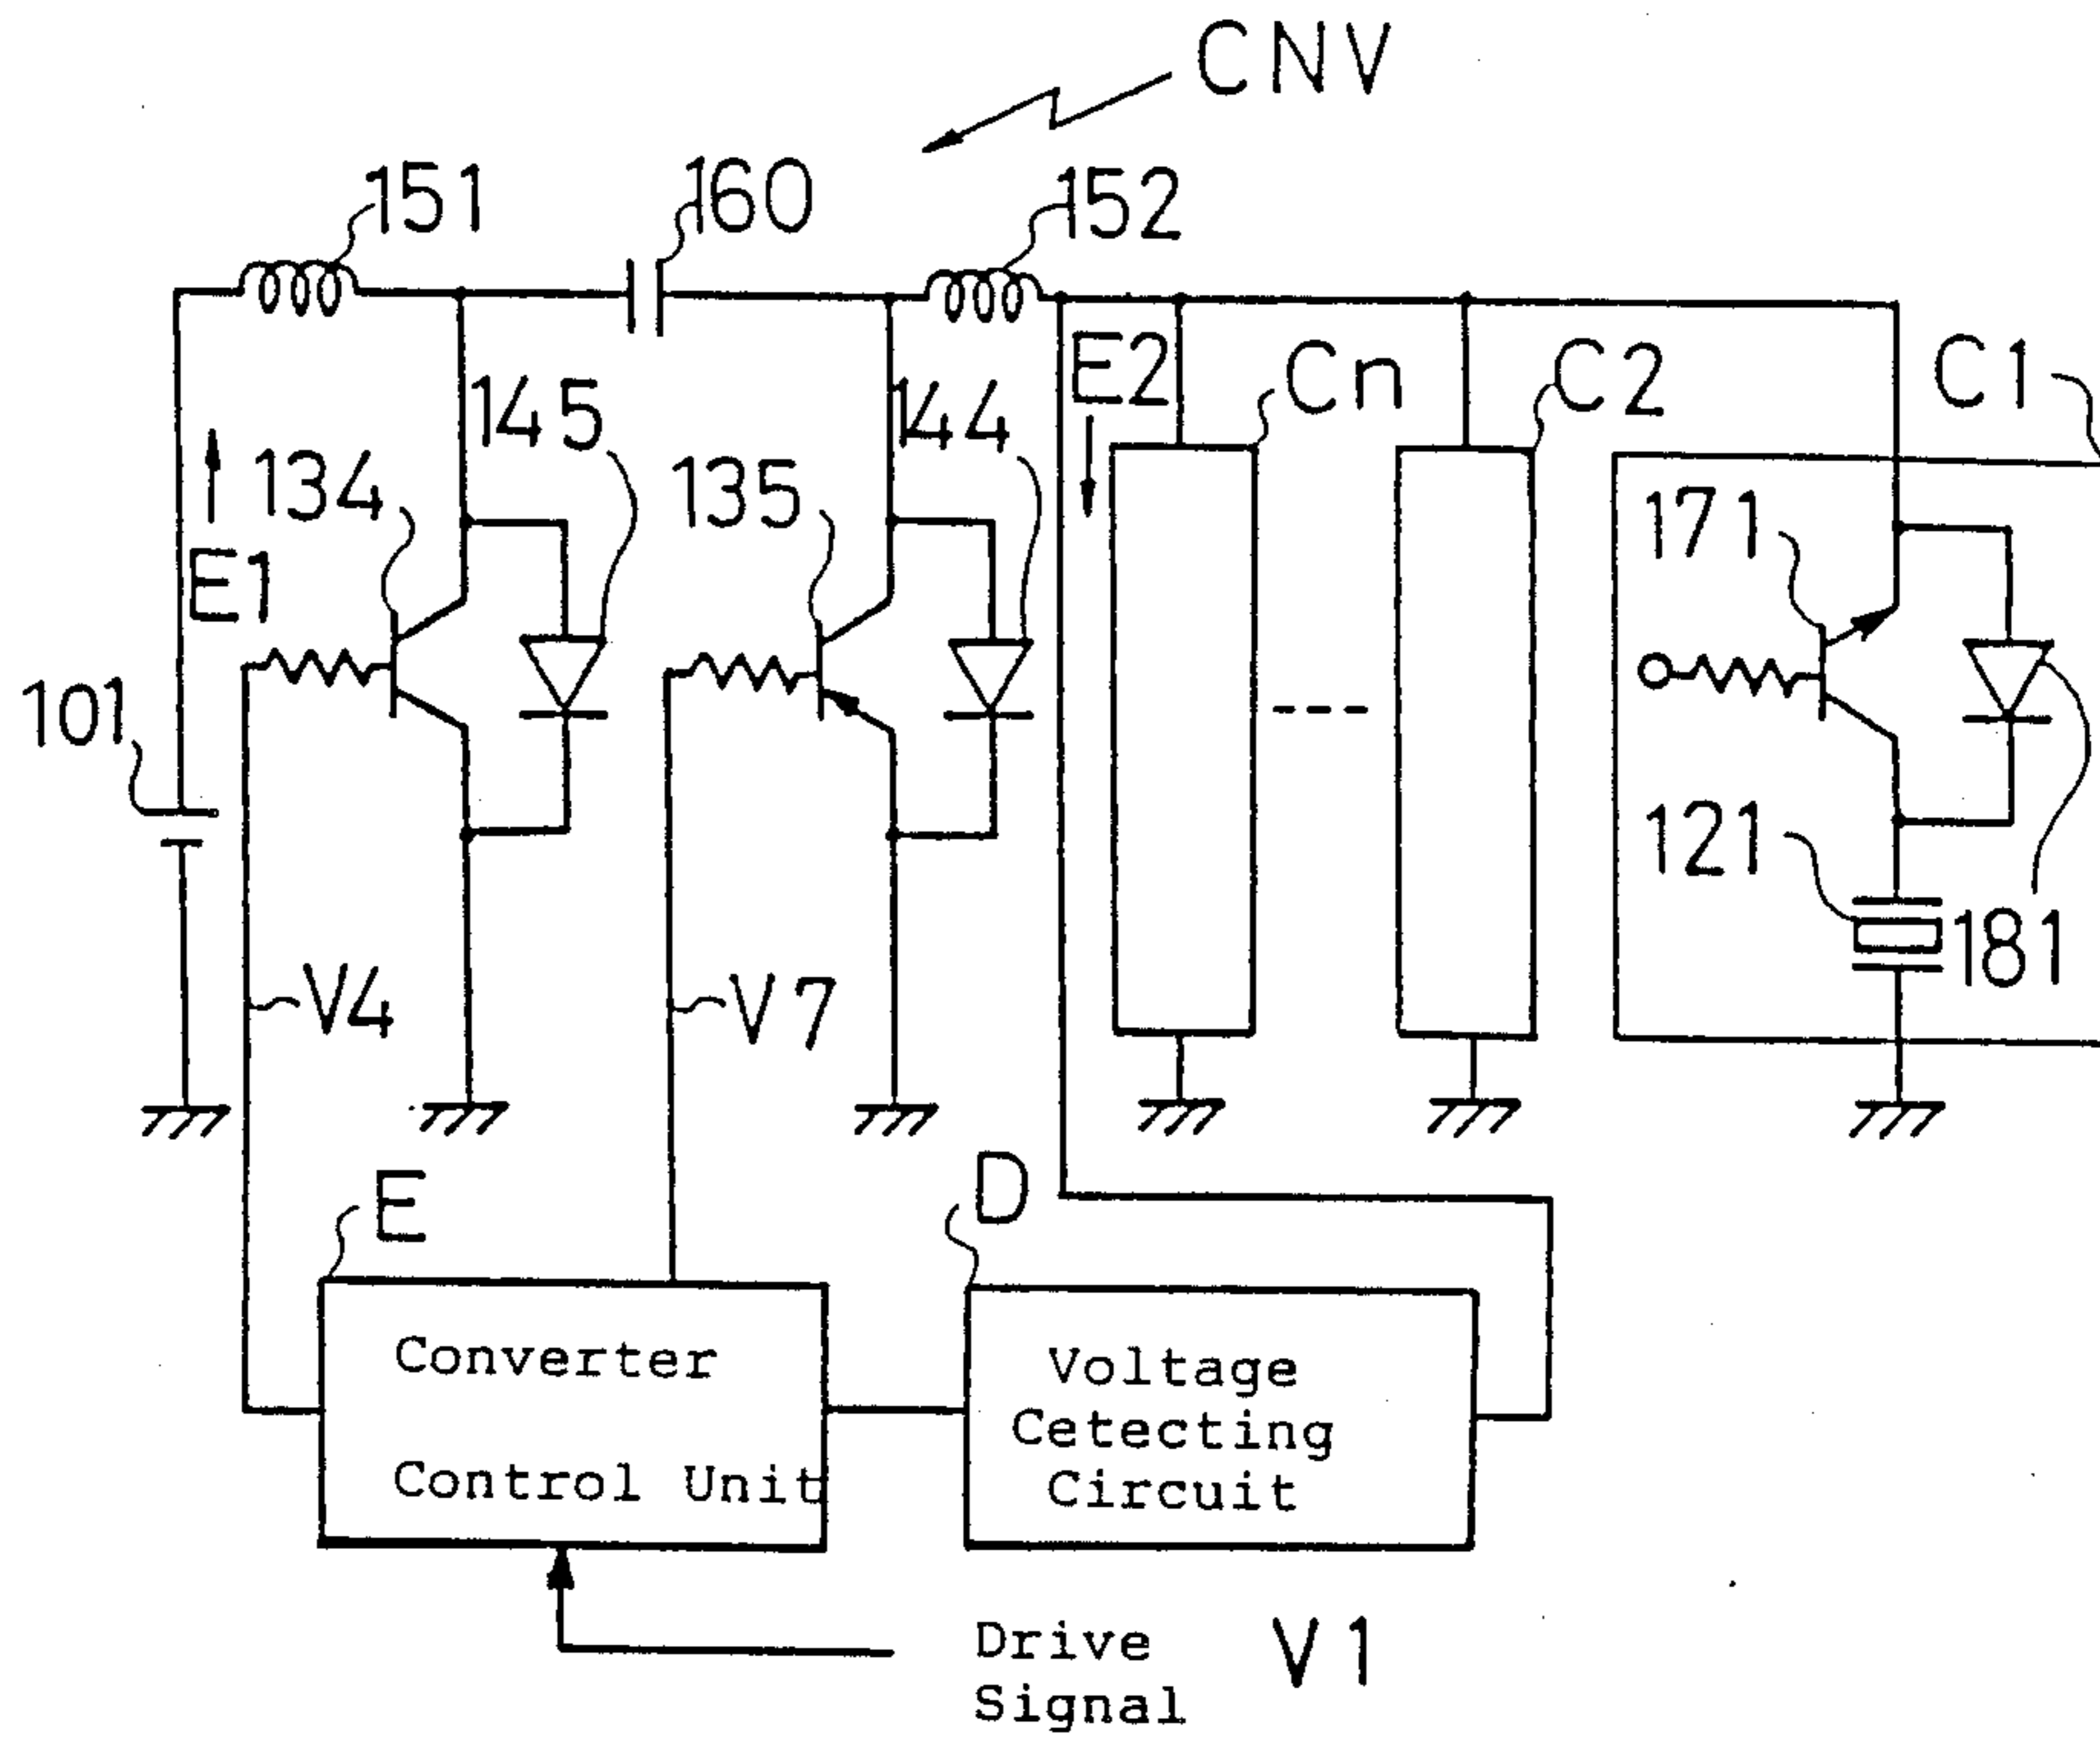 CNV
151
160
152
E2
Cn
C2
C1
145
144
134
135
171
E1
101
121
181
V4
V7
E
D
Converter
Control Unit
Voltage
Cetecting
Circuit
Drive
Signal
V1